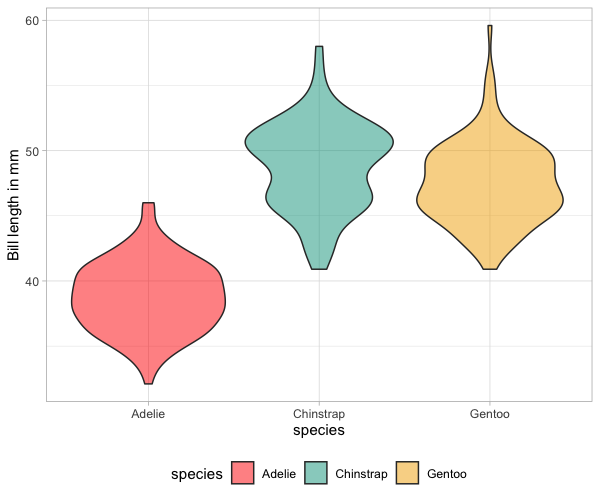 60
50
40
Bill length in mm
Adelie Chinstrap Gentoo
species
species Adelie Chinstrap Gentoo